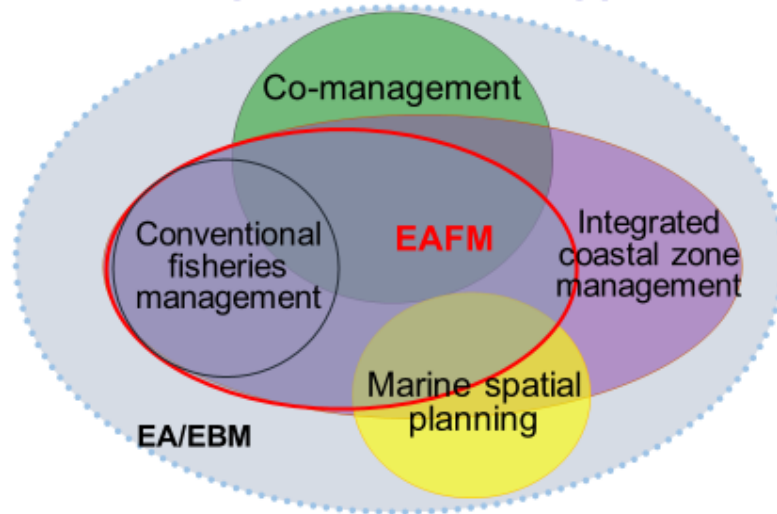 Co-management
Conventional
fisheries
management
EAFM
Integrated
coastal zone
management
Marine spatial
planning
EA/EBM